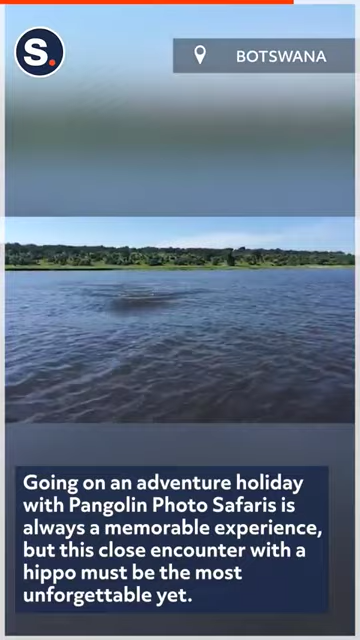 S.
BOTSWANA
Going on an adventure holiday
with Pangolin Photo Safaris is
always a memorable experience,
but this close encounter with a
hippo must be the most
unforgettable yet.